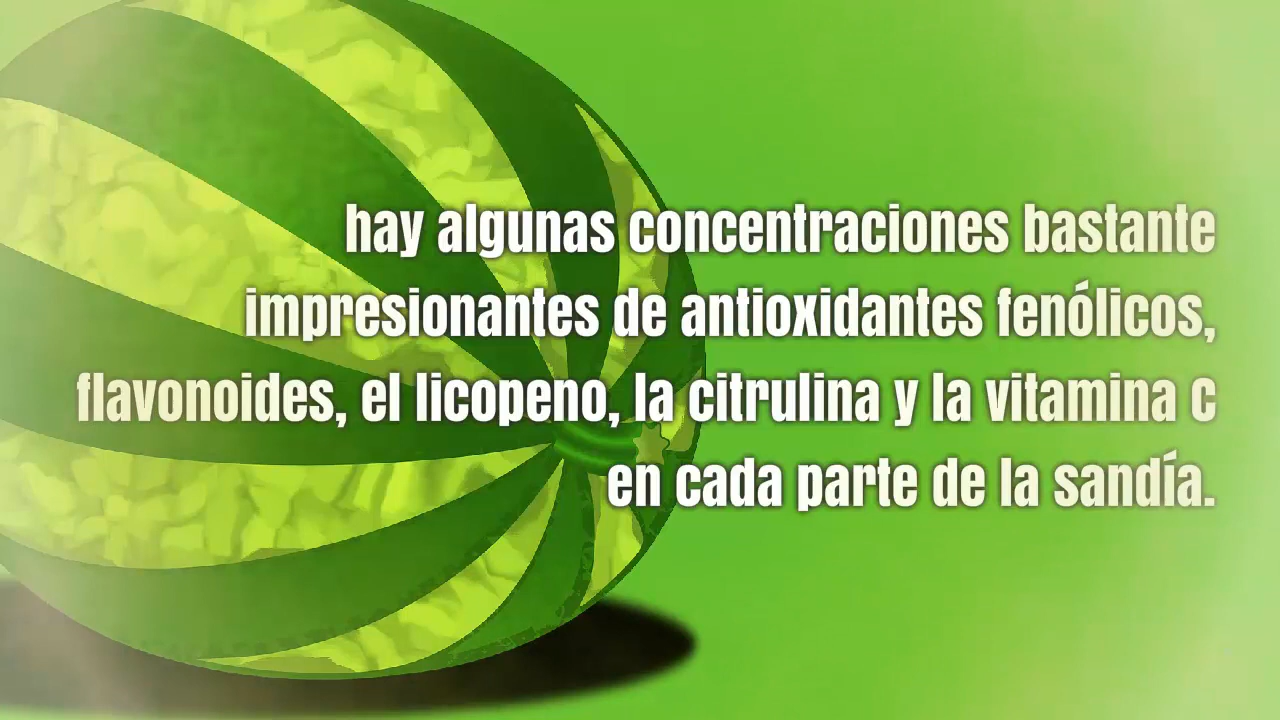 hay algunas concentraciones bastante
impresionantes de antioxidantes fenólicos,
flavonoides, el licopeno, la citrulina y la vitamina C
en cada parte de la sandía.